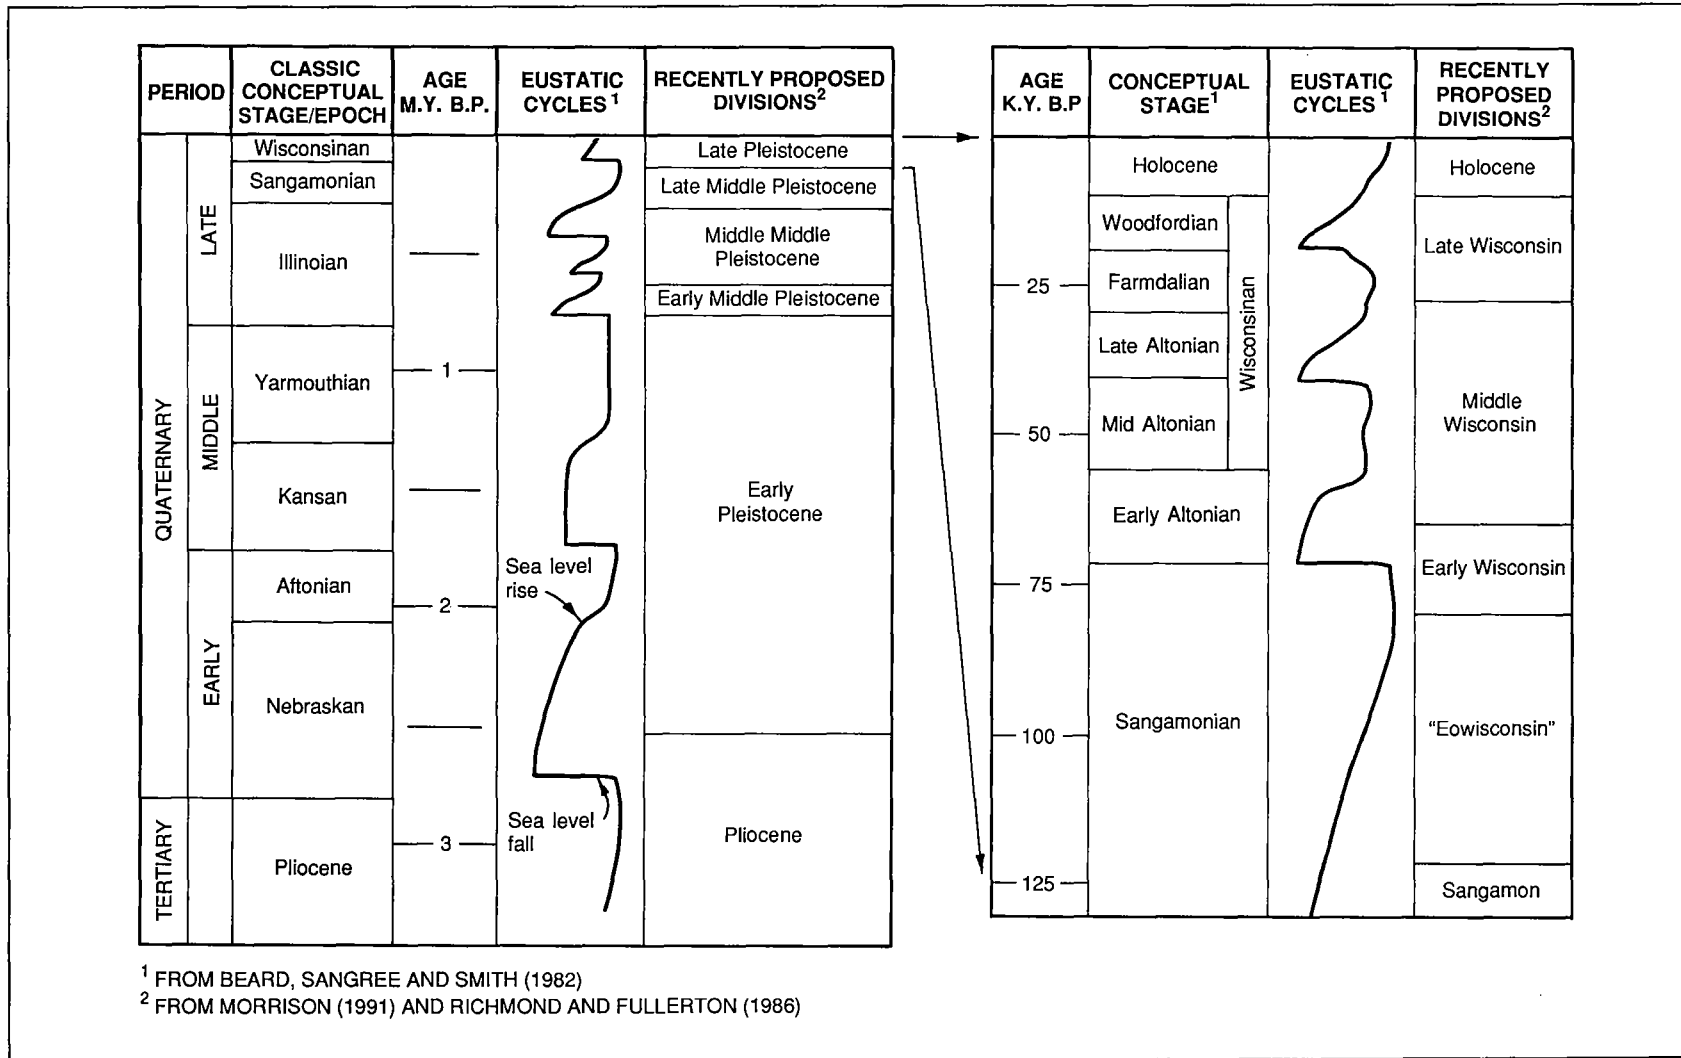 PERIOD
CLASSIC
CONCEPTUAL
STAGE/EPOCH
AGE
M.Y. B.P.
EUSTATIC
CYCLES 1
RECENTLY PROPOSED
DIVISIONS2
QUATERNARY
TERTIARY
LATE
MIDDLE
EARLY
Wisconsinan
Sangamonian
Illinoian
Yarmouthian
Kansan
Aftonian
Nebraskan
Pliocene
1
2
3
Sea level
rise
Sea level
fall
Late Pleistocene
Late Middle Pleistocene
Middle Middle
Pleistocene
Early Middle Pleistocene
Early
Pleistocene
Pliocene
AGE
K.Y. B.P
CONCEPTUAL
STAGE1
EUSTATIC
CYCLES 1
RECENTLY
PROPOSED
DIVISIONS2
25
50
75
100
125
Holocene
Woodfordian
Farmdalian
Late Altonian
Mid Altonian
Wisconsinan
Early Altonian
Sangamonian
Holocene
Late Wisconsin
Middle
Wisconsin
Early Wisconsin
“Eowisconsin”
Sangamon
1 FROM BEARD, SANGREE AND SMITH (1982)
2 FROM MORRISON (1991) AND RICHMOND AND FULLERTON (1986)